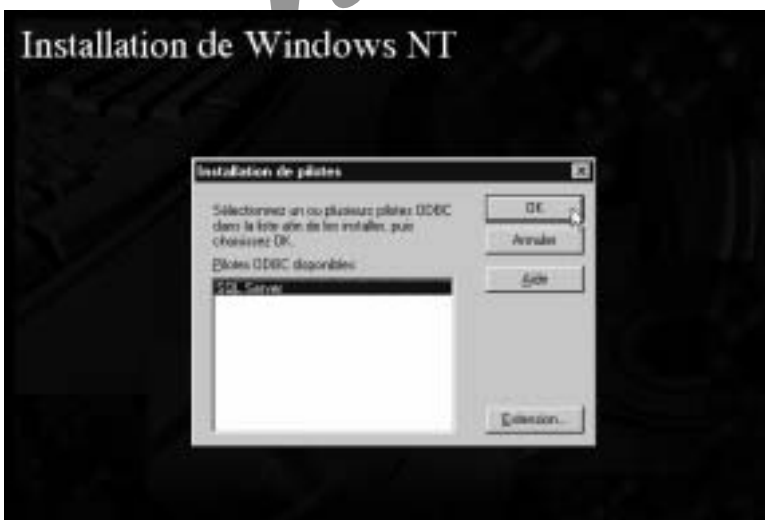 Installation de Windows NT
Installation de pilotes
Sélectionnez un ou plusieurs pilotes ODBC
dans la liste afin de les installer, puis
choisissez OK.
Pilotes ODBC disponibles
SQL Server
OK
Annuler
Aide
Extension...